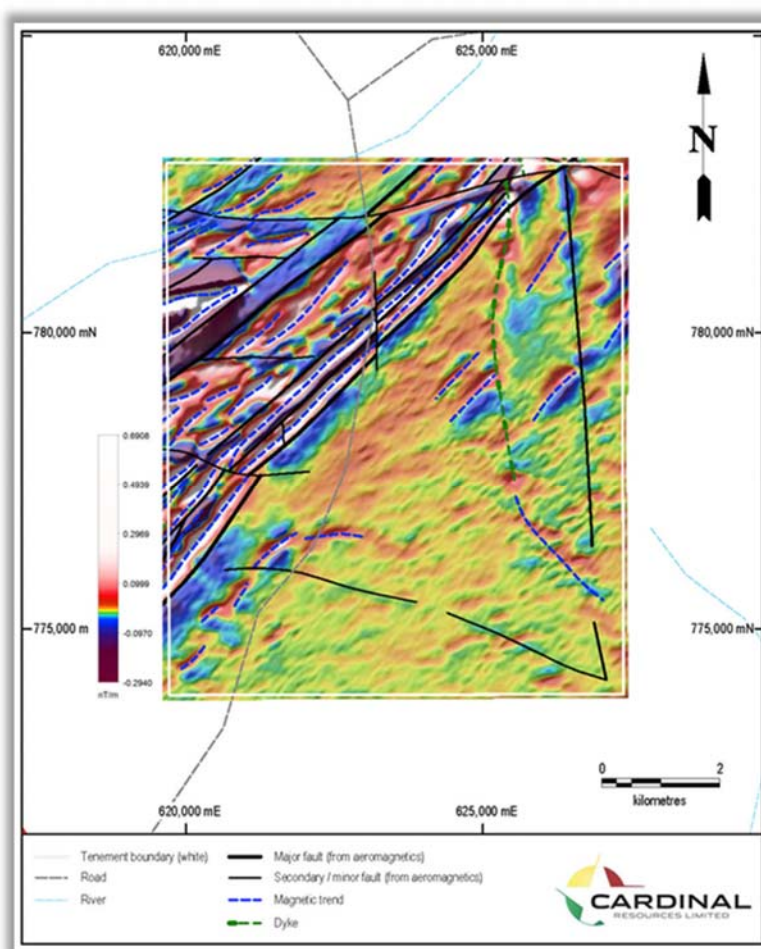 620,000 mE 625,000 mE
N
780,000 mN 780,000 mN
0.6908
0.4939
0.2969
0.0999
-0.0970
-0.2940
nT/m
775,000 m 775,000 mN
0 2
kilometres
620,000 mE 625,000 mE
Tenement boundary (white)
Road
River
Major fault (from aeromagnetics)
Secondary / minor fault (from aeromagnetics)
Magnetic trend
Dyke
CARDINAL
RESOURCES LIMITED